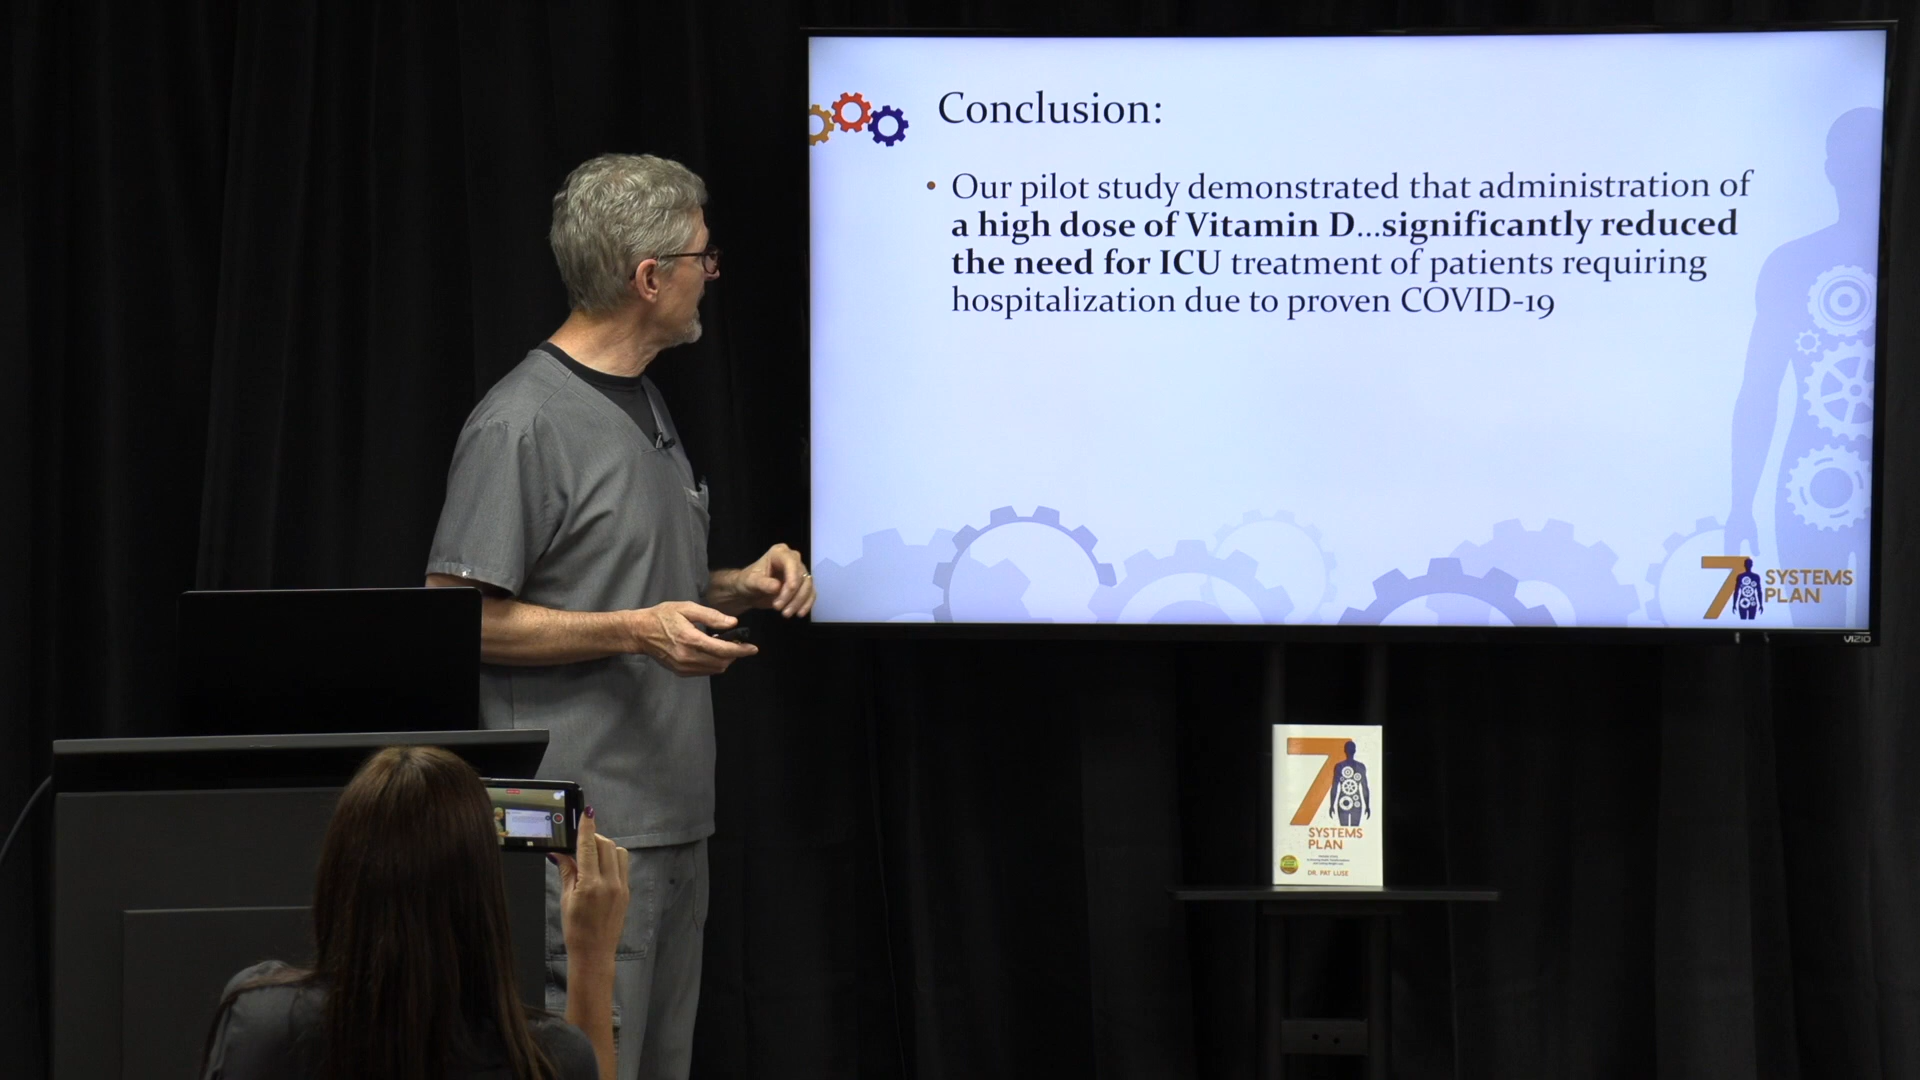 Conclusion:
• Our pilot study demonstrated that administration of
a high dose of Vitamin D...significantly reduced
the need for ICU treatment of patients requiring
hospitalization due to proven COVID-19
7 SYSTEMS
PLAN
VIZIO
7
SYSTEMS
PLAN
DR. PAT LUSE